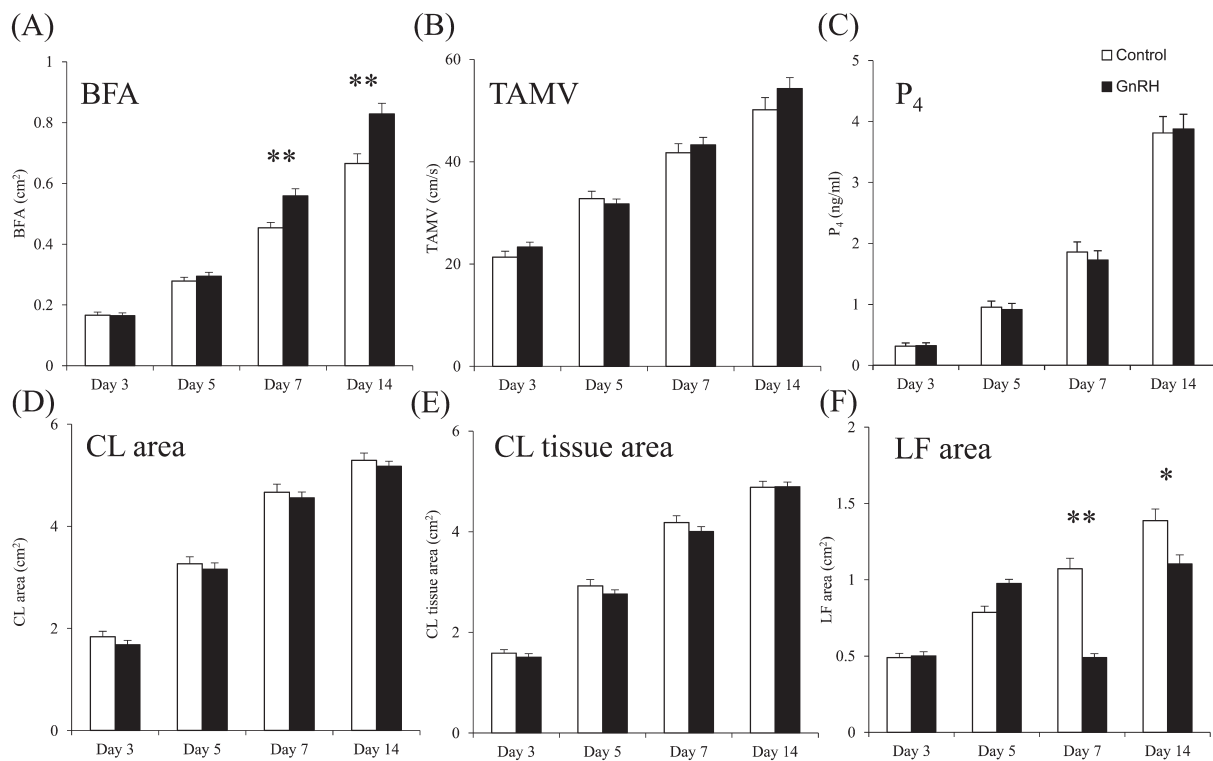 (A)
BFA
BFA (cm²)
1
0.8
0.6
0.4
0.2
0
** **
Day 3 Day 5 Day 7 Day 14
(B)
TAMV
TAMV (cm/s)
60
40
20
0
Day 3 Day 5 Day 7 Day 14
(C)
P₄
P₄ (ng/ml)
Control
GnRH
5
4
3
2
1
0
Day 3 Day 5 Day 7 Day 14
(D)
CL area
CL area (cm²)
6
4
2
0
Day 3 Day 5 Day 7 Day 14
(E)
CL tissue area
CL tissue area (cm²)
6
4
2
0
Day 3 Day 5 Day 7 Day 14
(F)
LF area
LF area (cm²)
2
1.5
1
0.5
0
** *
Day 3 Day 5 Day 7 Day 14